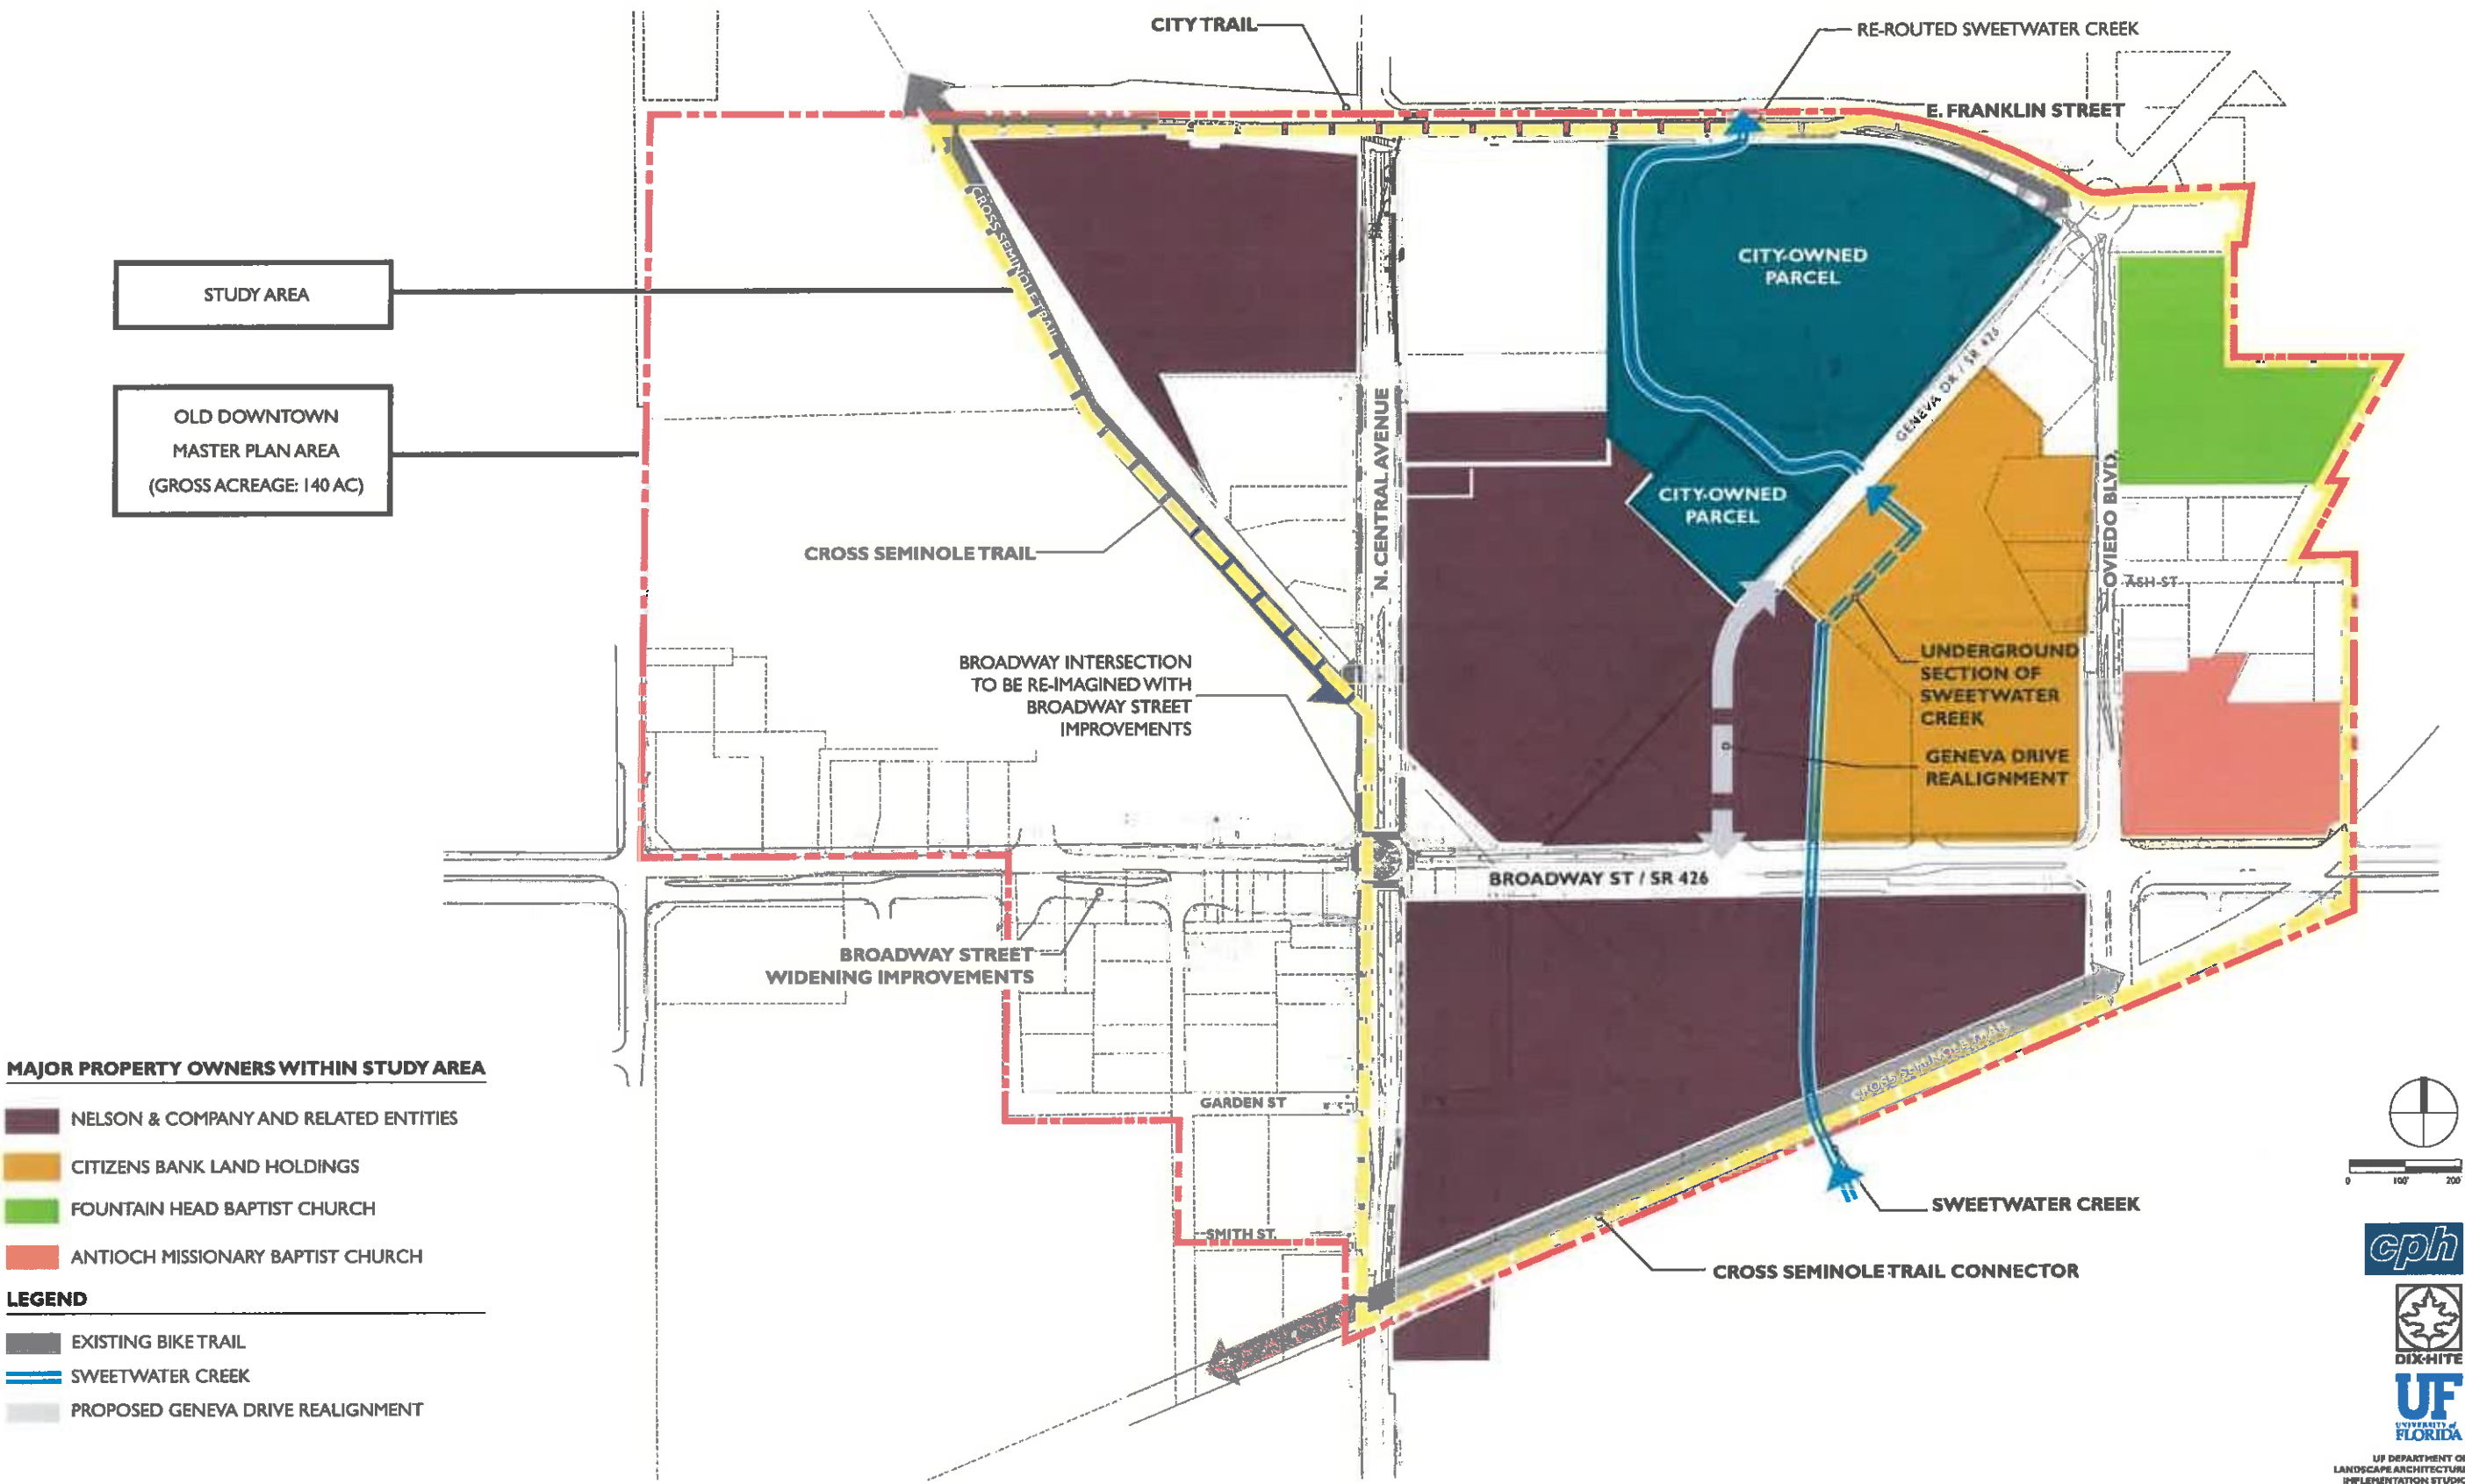 CITY TRAIL
RE-ROUTED SWEETWATER CREEK
E. FRANKLIN STREET
STUDY AREA
OLD DOWNTOWN
MASTER PLAN AREA
(GROSS ACREAGE: 140 AC)
CROSS SEMINOLE TRAIL
CITY-OWNED
PARCEL
GENEVA DR / SR 426
N. CENTRAL AVENUE
CITY-OWNED
PARCEL
OVIEDO BLVD.
CROSS SEMINOLE TRAIL
ASH ST
BROADWAY INTERSECTION
TO BE RE-IMAGINED WITH
BROADWAY STREET
IMPROVEMENTS
UNDERGROUND
SECTION OF
SWEETWATER
CREEK
GENEVA DRIVE
REALIGNMENT
BROADWAY ST / SR 426
BROADWAY STREET
WIDENING IMPROVEMENTS
CROSS SEMINOLE TRAIL
GARDEN ST
SMITH ST.
SWEETWATER CREEK
CROSS SEMINOLE TRAIL CONNECTOR
MAJOR PROPERTY OWNERS WITHIN STUDY AREA
NELSON & COMPANY AND RELATED ENTITIES
CITIZENS BANK LAND HOLDINGS
FOUNTAIN HEAD BAPTIST CHURCH
ANTIOCH MISSIONARY BAPTIST CHURCH
LEGEND
EXISTING BIKE TRAIL
SWEETWATER CREEK
PROPOSED GENEVA DRIVE REALIGNMENT
0 100' 200'
cph
DIX·HITE
UF
UNIVERSITY of
FLORIDA
UF DEPARTMENT OF
LANDSCAPE ARCHITECTURE
IMPLEMENTATION STUDIO